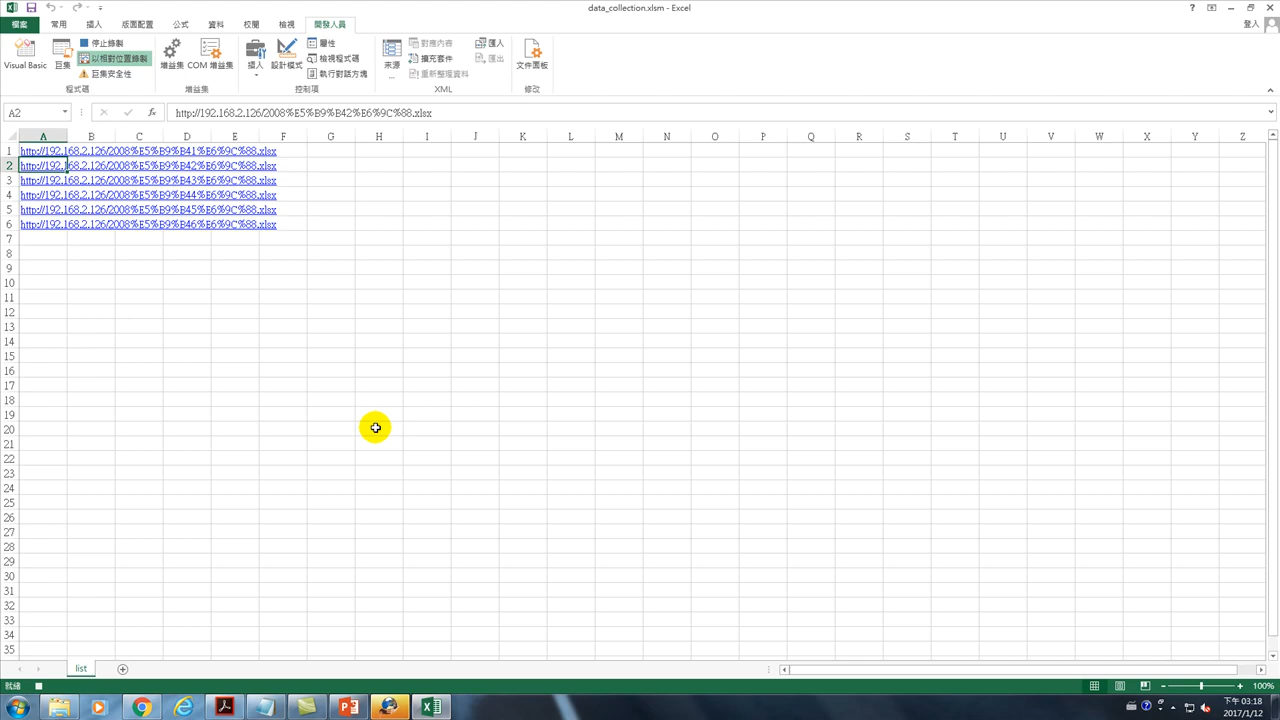 data_collection.xlsm - Excel
檔案 常用 插入 版面配置 公式 資料 校閱 檢視 開發人員 登入
Visual Basic 巨集 停止錄製 以相對位置錄製 巨集安全性
增益集 COM 增益集
插入 設計模式 屬性 檢視程式碼 執行對話方塊
來源 對應內容 擴充套件 重新整理資料 匯入 匯出
文件面板
程式碼 增益集 控制項 XML 修改
A2 fx http://192.168.2.126/2008%E5%B9%B42%E6%9C%88.xlsx
A B C D E F G H I J K L M N O P Q R S T U V W X Y Z
1 http://192.168.2.126/2008%E5%B9%B41%E6%9C%88.xlsx
2 http://192.168.2.126/2008%E5%B9%B42%E6%9C%88.xlsx
3 http://192.168.2.126/2008%E5%B9%B43%E6%9C%88.xlsx
4 http://192.168.2.126/2008%E5%B9%B44%E6%9C%88.xlsx
5 http://192.168.2.126/2008%E5%B9%B45%E6%9C%88.xlsx
6 http://192.168.2.126/2008%E5%B9%B46%E6%9C%88.xlsx
7
8
9
10
11
12
13
14
15
16
17
18
19
20
21
22
23
24
25
26
27
28
29
30
31
32
33
34
35
list
就緒 100%
下午 03:18
2017/1/12